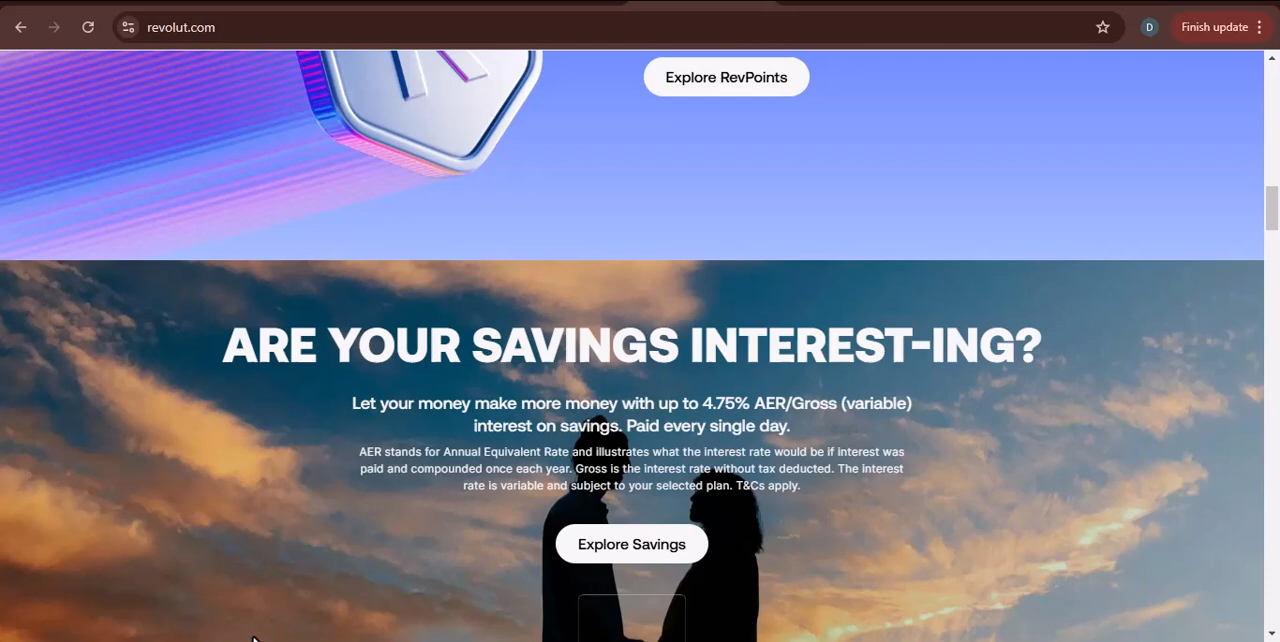 revolut.com
D
Finish update
Explore RevPoints
ARE YOUR SAVINGS INTEREST-ING?
Let your money make more money with up to 4.75% AER/Gross (variable)
interest on savings. Paid every single day.
AER stands for Annual Equivalent Rate and illustrates what the interest rate would be if interest was
paid and compounded once each year. Gross is the interest rate without tax deducted. The interest
rate is variable and subject to your selected plan. T&Cs apply.
Explore Savings